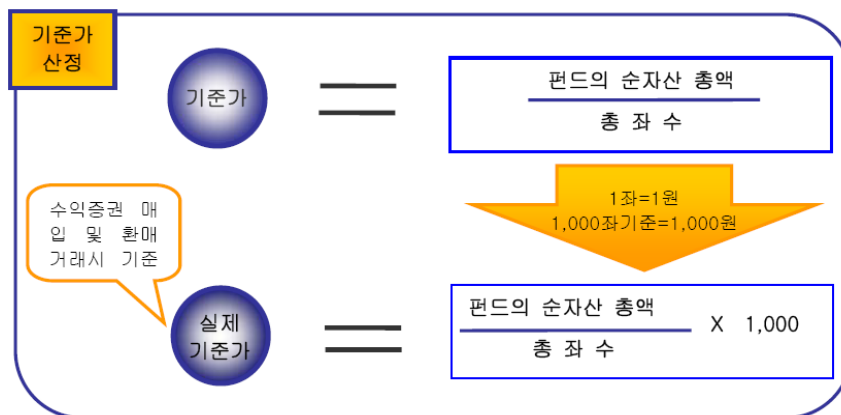 기준가
산정
기준가
펀드의 순자산 총액
총 좌 수
1좌=1원
1,000좌기준=1,000원
수익증권 매
입 및 환매
거래시 기준
실제
기준가
펀드의 순자산 총액
총 좌 수
X 1,000